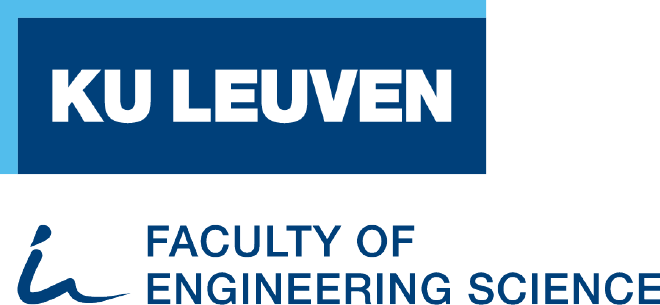 KU LEUVEN
FACULTY OF
ENGINEERING SCIENCE